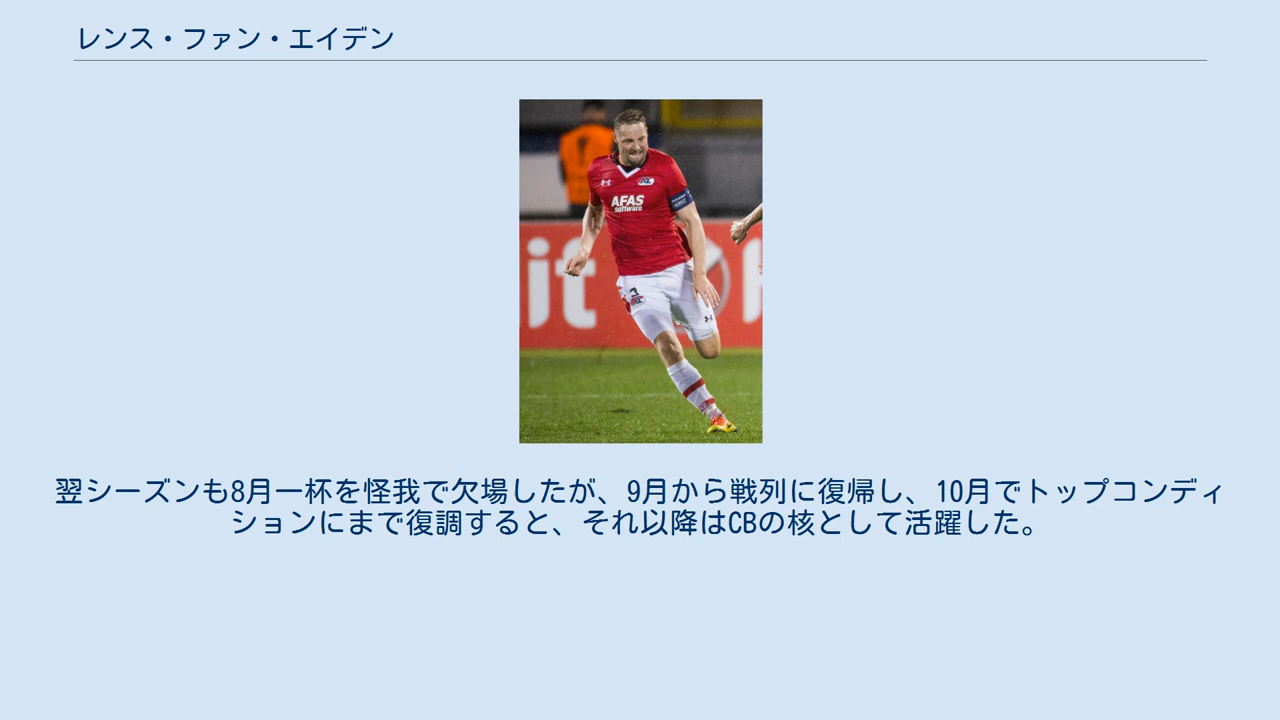 レンス・ファン・エイデン
AFAS
software
it
翌シーズンも8月一杯を怪我で欠場したが、9月から戦列に復帰し、10月でトップコンディ
ションにまで復調すると、それ以降はCBの核として活躍した。